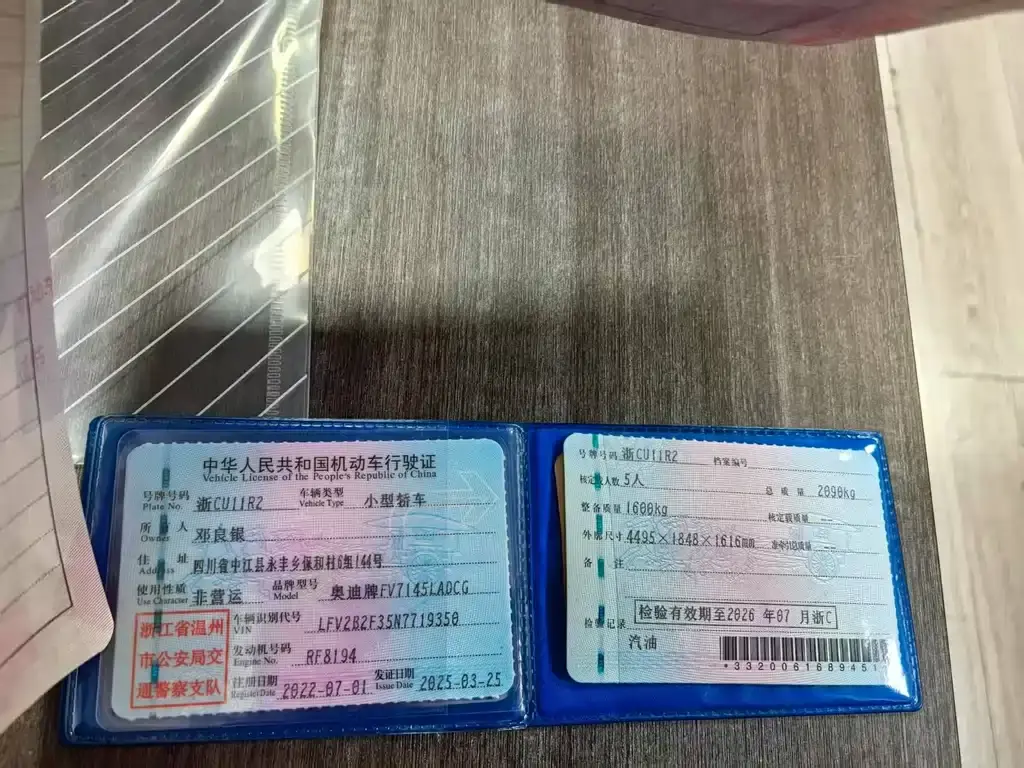 中华人民共和国机动车行驶证
Vehicle License of the People's Republic of China
号牌号码 浙CU11R2 车辆类型 小型轿车
Plate No. Vehicle Type
所有人 邓良银
Owner
住址 四川省中江县永丰乡保和村6组144号
Address
使用性质 非营运 品牌型号 奥迪牌FV7145LADCG
Use Character Model
浙江省温州
市公安局交
通警察支队
车辆识别代号 LFV2B2F35N7719350
VIN
发动机号码 RF8194
Engine No.
注册日期 2022-07-01 发证日期 2025-03-25
Register Date Issue Date
号牌号码 浙CU11R2 档案编号
核定载人数 5人 总质量 2090kg
整备质量 1600kg 核定载质量 --
外廓尺寸 4495×1848×1616mm 准牵引总质量 --
备注
检验记录 检验有效期至2026年07月浙C
汽油
*3320061689451